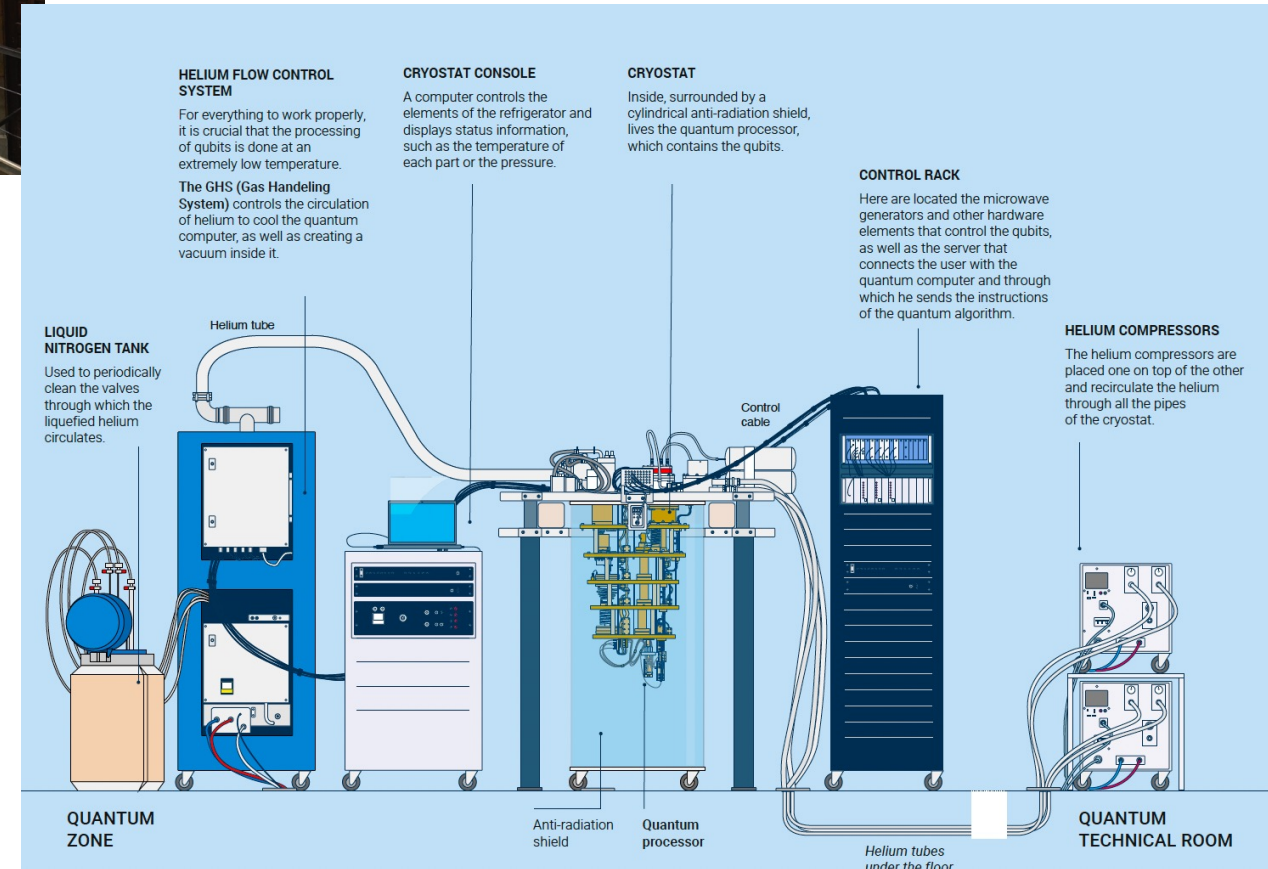 HELIUM FLOW CONTROL
SYSTEM
For everything to work properly,
it is crucial that the processing
of qubits is done at an
extremely low temperature.
The GHS (Gas Handeling
System) controls the circulation
of helium to cool the quantum
computer, as well as creating a
vacuum inside it.
CRYOSTAT CONSOLE
A computer controls the
elements of the refrigerator and
displays status information,
such as the temperature of
each part or the pressure.
CRYOSTAT
Inside, surrounded by a
cylindrical anti-radiation shield,
lives the quantum processor,
which contains the qubits.
CONTROL RACK
Here are located the microwave
generators and other hardware
elements that control the qubits,
as well as the server that
connects the user with the
quantum computer and through
which he sends the instructions
of the quantum algorithm.
LIQUID
NITROGEN TANK
Used to periodically
clean the valves
through which the
liquefied helium
circulates.
Helium tube
Control
cable
HELIUM COMPRESSORS
The helium compressors are
placed one on top of the other
and recirculate the helium
through all the pipes
of the cryostat.
QUANTUM
ZONE
Anti-radiation
shield
Quantum
processor
Helium tubes
under the floor
QUANTUM
TECHNICAL ROOM